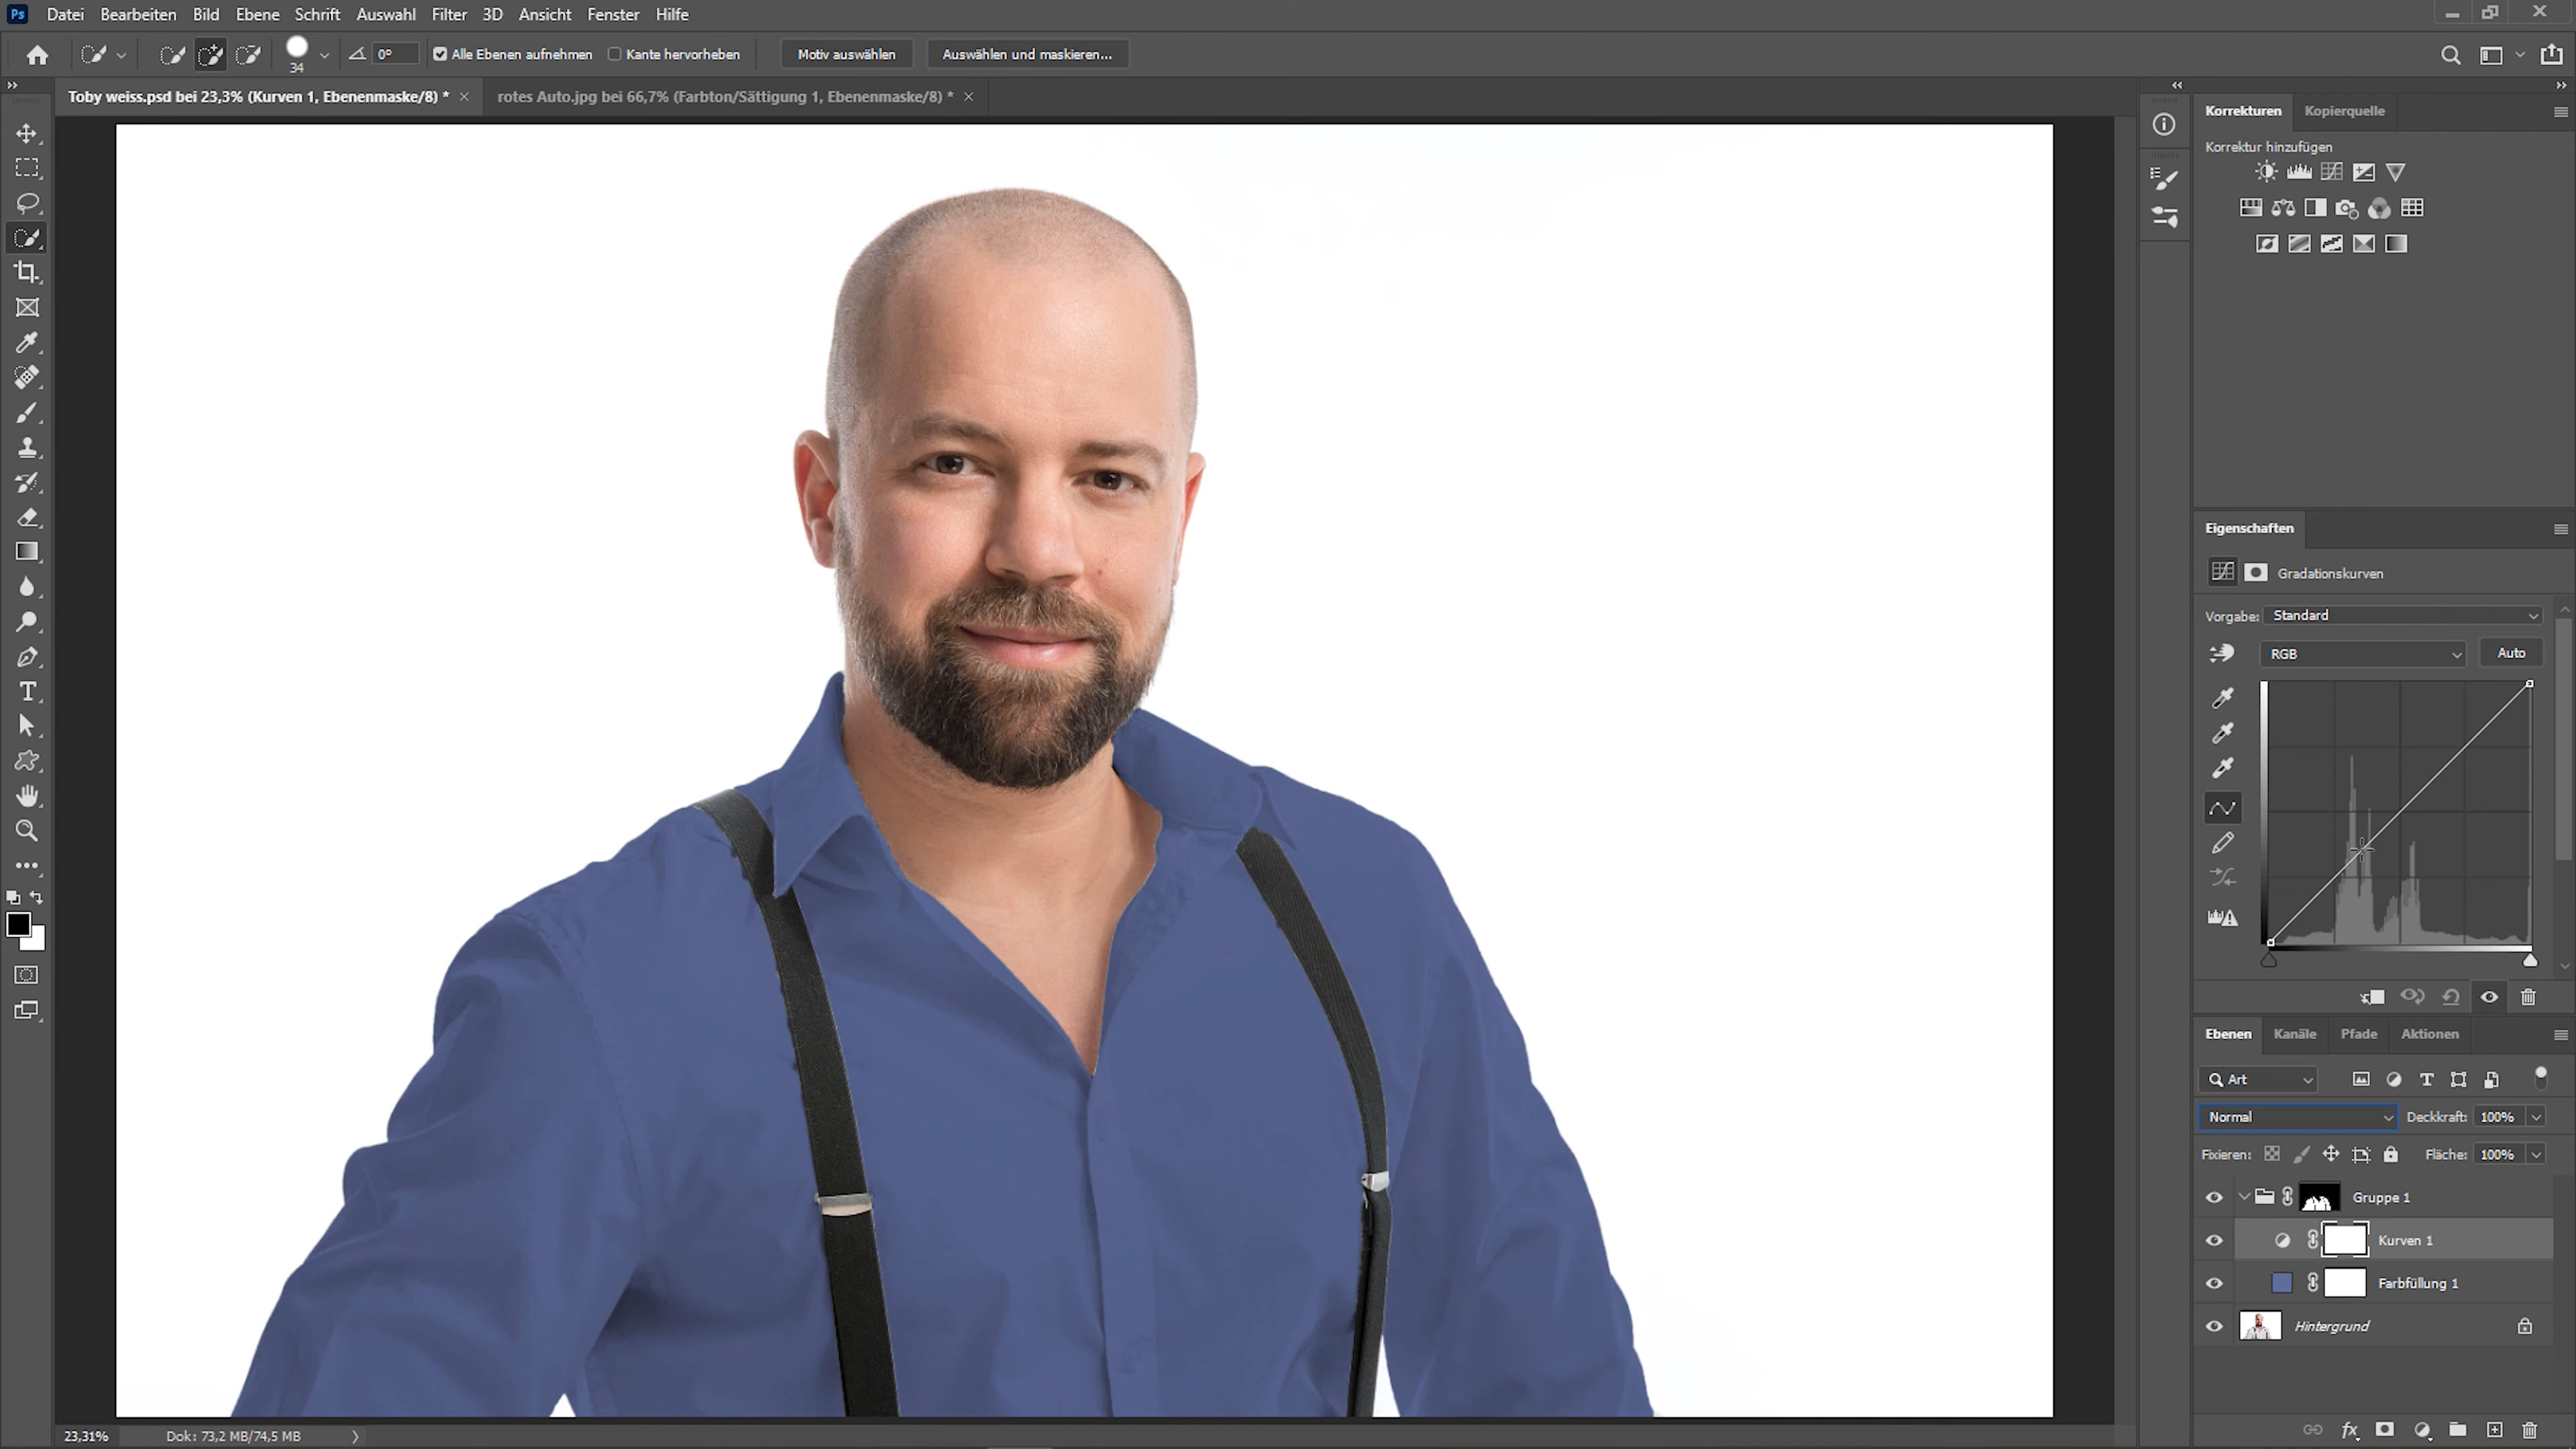 Ps Datei Bearbeiten Bild Ebene Schrift Auswahl Filter 3D Ansicht Fenster Hilfe
34 0° Alle Ebenen aufnehmen Kante hervorheben Motiv auswählen Auswählen und maskieren...
Toby weiss.psd bei 23,3% (Kurven 1, Ebenenmaske/8) * × rotes Auto.jpg bei 66,7% (Farbton/Sättigung 1, Ebenenmaske/8) * ×
Korrekturen Kopierquelle
Korrektur hinzufügen
Eigenschaften
Gradationskurven
Vorgabe: Standard
RGB Auto
Ebenen Kanäle Pfade Aktionen
Art
Normal Deckkraft: 100%
Fixieren: Fläche: 100%
Gruppe 1
Kurven 1
Farbfüllung 1
Hintergrund
23,31% Dok: 73,2 MB/74,5 MB